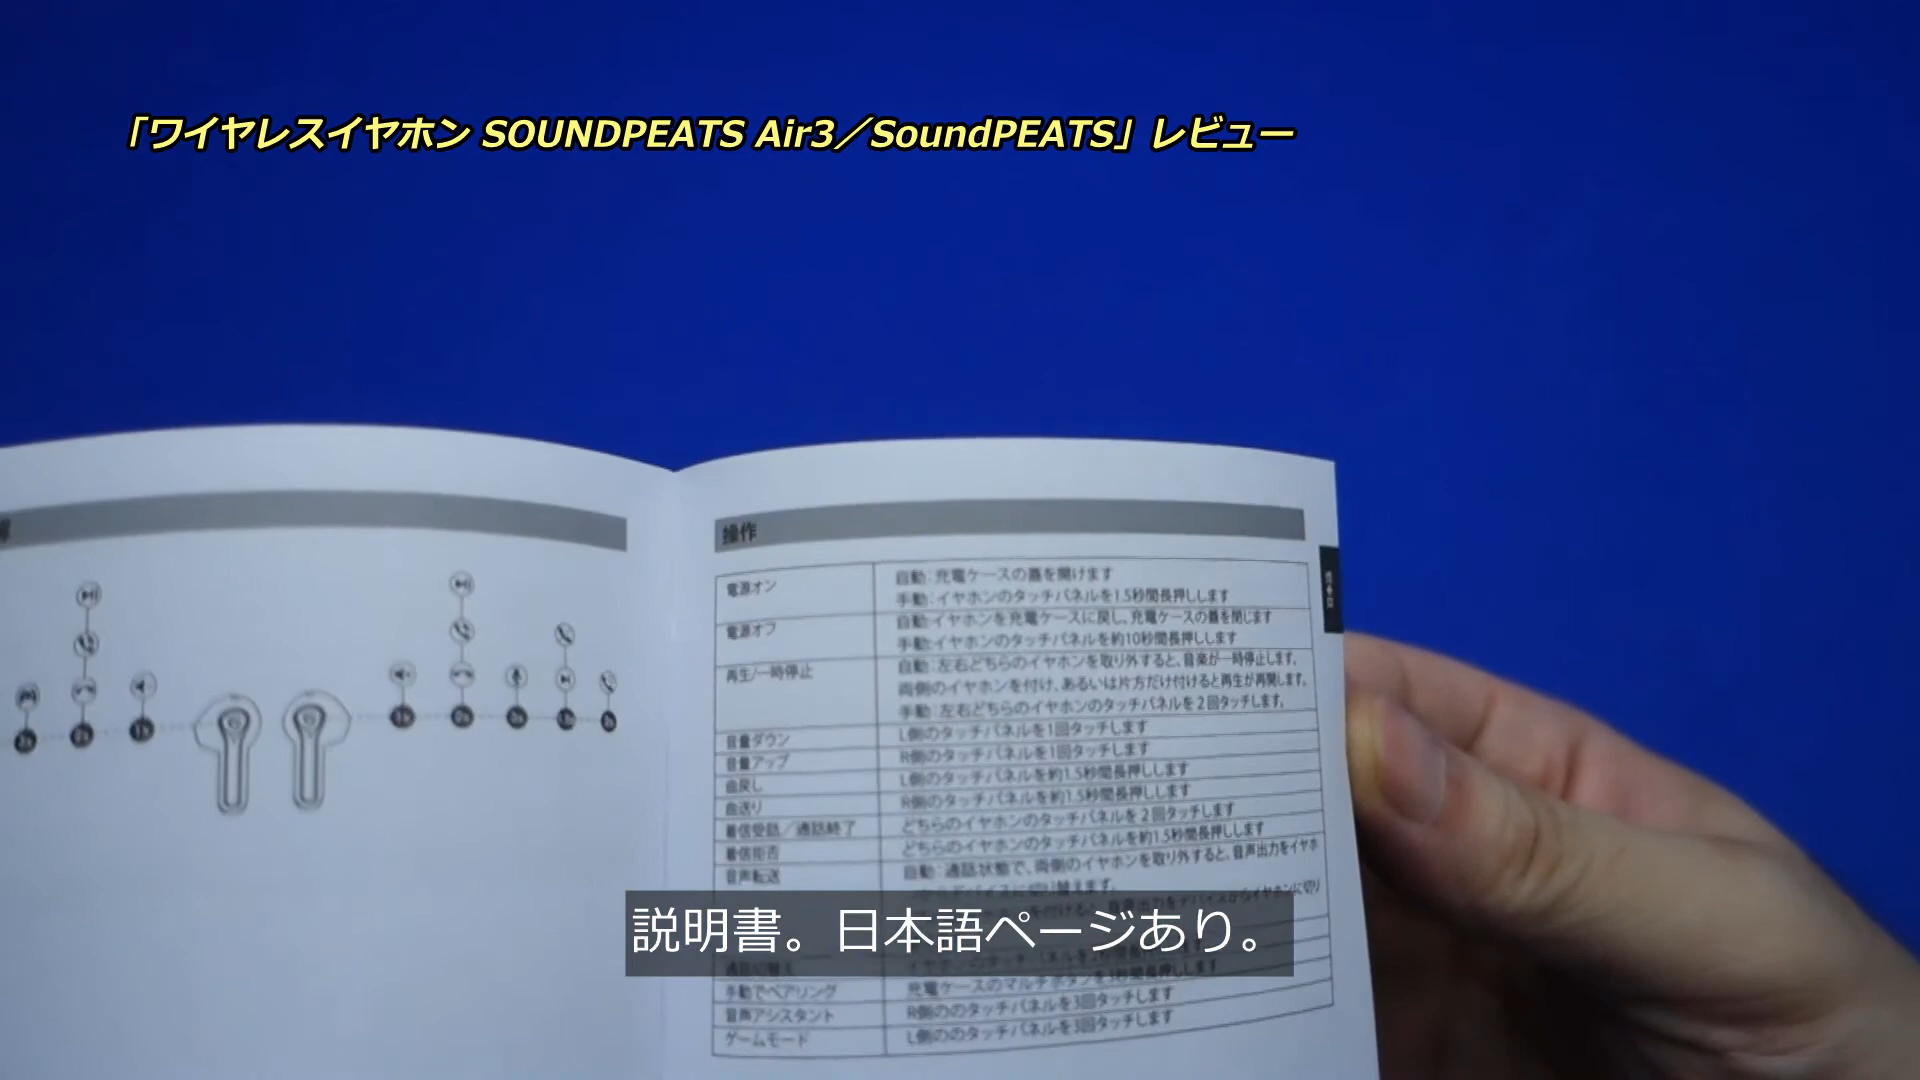 「ワイヤレスイヤホン SOUNDPEATS Air3／SoundPEATS」レビュー
操作
電源オン
自動：充電ケースの蓋を開けます
手動：イヤホンのタッチパネルを1.5秒間長押しします
電源オフ
自動:イヤホンを充電ケースに戻し、充電ケースの蓋を閉じます
手動:イヤホンのタッチパネルを約10秒間長押しします
再生/一時停止
自動：左右どちらのイヤホンを取り外すると、音楽が一時停止します。
両側のイヤホンを付け、あるいは片方だけ付けると再生が再開します。
手動：左右どちらのイヤホンのタッチパネルを２回タッチします。
音量ダウン
L側のタッチパネルを1回タッチします
音量アップ
R側のタッチパネルを1回タッチします
曲戻し
L側のタッチパネルを約1.5秒間長押しします
曲送り
R側のタッチパネルを約1.5秒間長押しします
着信受話／通話終了
どちらのイヤホンのタッチパネルを２回タッチします
着信拒否
どちらのイヤホンのタッチパネルを約1.5秒間長押しします
音声転送
自動：通話状態で、両側のイヤホンを取り外すると、音声出力をイヤホ
説明書。日本語ページあり。
手動でペアリング
充電ケースのマルチボタンを3秒間長押しします
音声アシスタント
R側ののタッチパネルを3回タッチします
ゲームモード
L側ののタッチパネルを3回タッチします